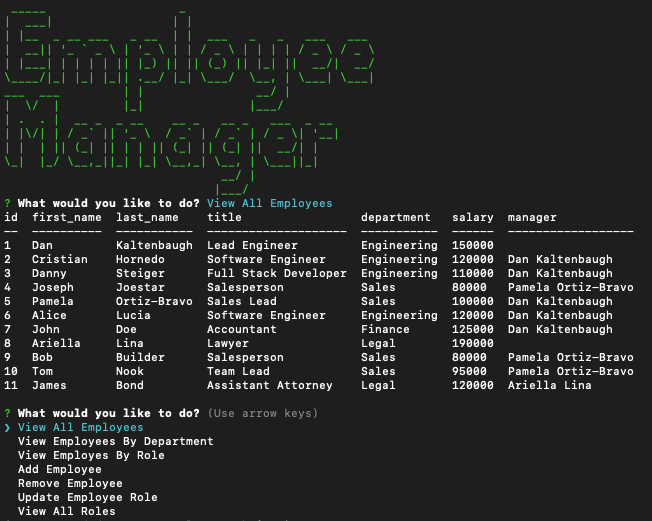 Employee
Manager
? What would you like to do? View All Employees
id first_name last_name title department salary manager
1 Dan Kaltenbaugh Lead Engineer Engineering 150000
2 Cristian Hornedo Software Engineer Engineering 120000 Dan Kaltenbaugh
3 Danny Steiger Full Stack Developer Engineering 110000 Dan Kaltenbaugh
4 Joseph Joestar Salesperson Sales 80000 Pamela Ortiz-Bravo
5 Pamela Ortiz-Bravo Sales Lead Sales 100000 Dan Kaltenbaugh
6 Alice Lucia Software Engineer Engineering 120000 Dan Kaltenbaugh
7 John Doe Accountant Finance 125000 Dan Kaltenbaugh
8 Ariella Lina Lawyer Legal 190000
9 Bob Builder Salesperson Sales 80000 Pamela Ortiz-Bravo
10 Tom Nook Team Lead Sales 95000 Pamela Ortiz-Bravo
11 James Bond Assistant Attorney Legal 120000 Ariella Lina
? What would you like to do? (Use arrow keys)
❯ View All Employees
View Employees By Department
View Employes By Role
Add Employee
Remove Employee
Update Employee Role
View All Roles